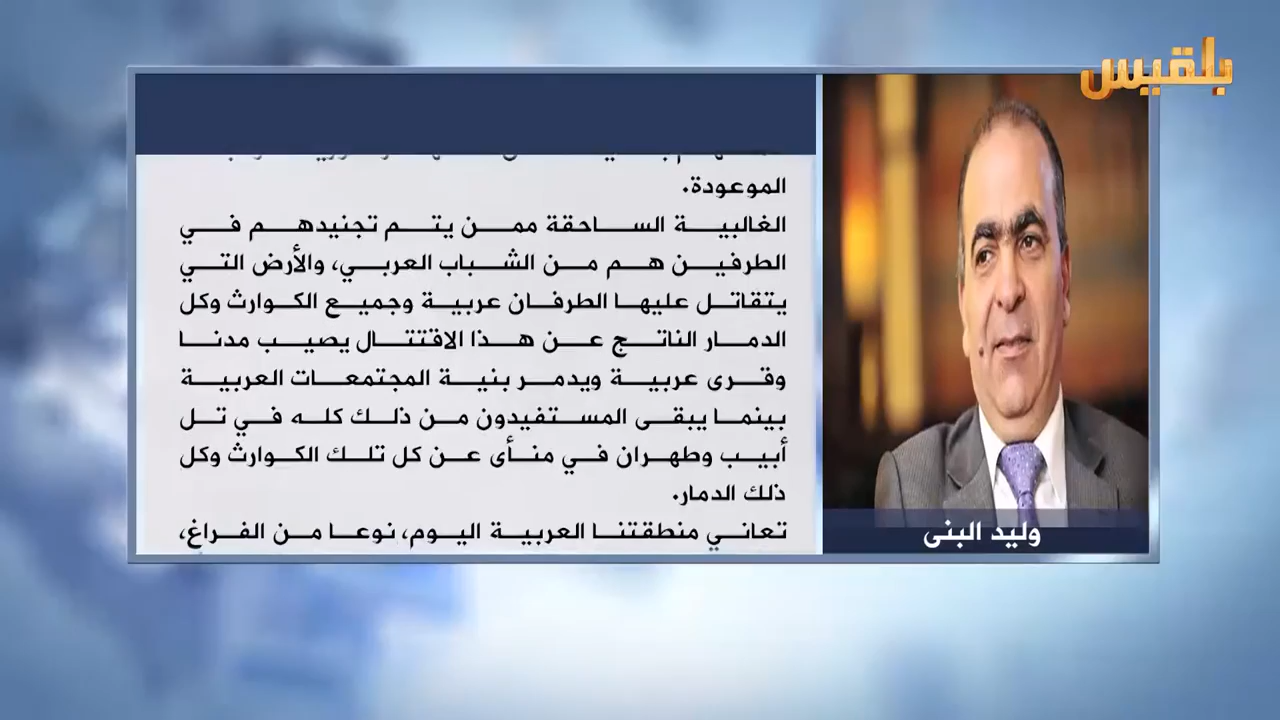 بلقيس
الموعودة.
الغالبية الساحقة ممن يتم تجنيدهم في
الطرفين هم من الشباب العربي، والأرض التي
يتقاتل عليها الطرفان عربية وجميع الكوارث وكل
الدمار الناتج عن هذا الاقتتال يصيب مدنا
وقرى عربية ويدمر بنية المجتمعات العربية
بينما يبقى المستفيدون من ذلك كله في تل
أبيب وطهران في منأى عن كل تلك الكوارث وكل
ذلك الدمار.
تعاني منطقتنا العربية اليوم، نوعا من الفراغ،
وليد البنى